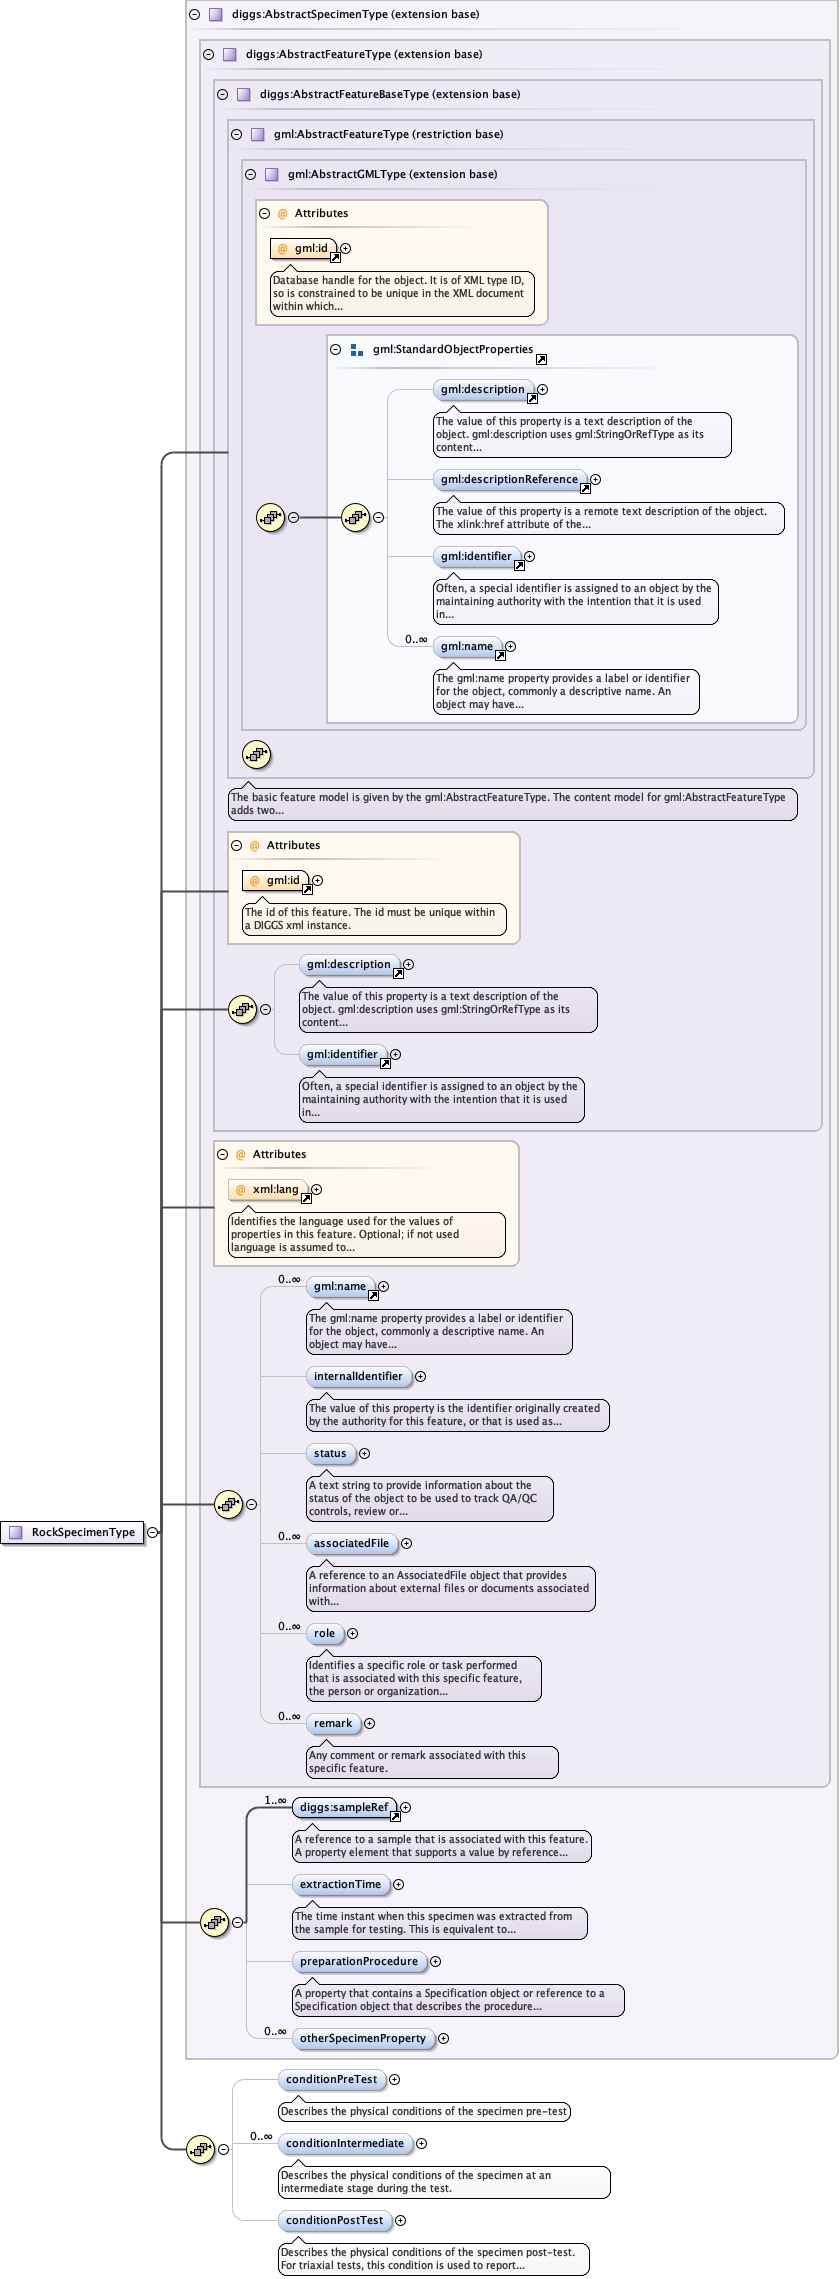 diggs:AbstractSpecimenType (extension base)
diggs:AbstractFeatureType (extension base)
diggs:AbstractFeatureBaseType (extension base)
gml:AbstractFeatureType (restriction base)
gml:AbstractGMLType (extension base)
@ Attributes
@ gml:id
Database handle for the object. It is of XML type ID,
so is constrained to be unique in the XML document
within which...
gml:StandardObjectProperties
gml:description
The value of this property is a text description of the
object. gml:description uses gml:StringOrRefType as its
content...
gml:descriptionReference
The value of this property is a remote text description of the object.
The xlink:href attribute of the...
gml:identifier
Often, a special identifier is assigned to an object by the
maintaining authority with the intention that it is used
in...
0..∞
gml:name
The gml:name property provides a label or identifier
for the object, commonly a descriptive name. An
object may have...
The basic feature model is given by the gml:AbstractFeatureType. The content model for gml:AbstractFeatureType
adds two...
@ Attributes
@ gml:id
The id of this feature. The id must be unique within
a DIGGS xml instance.
gml:description
The value of this property is a text description of the
object. gml:description uses gml:StringOrRefType as its
content...
gml:identifier
Often, a special identifier is assigned to an object by the
maintaining authority with the intention that it is used
in...
@ Attributes
@ xml:lang
Identifies the language used for the values of
properties in this feature. Optional; if not used
language is assumed to...
0..∞
gml:name
The gml:name property provides a label or identifier
for the object, commonly a descriptive name. An
object may have...
internalIdentifier
The value of this property is the identifier originally created
by the authority for this feature, or that is used as...
status
A text string to provide information about the
status of the object to be used to track QA/QC
controls, review or...
RockSpecimenType
0..∞
associatedFile
A reference to an AssociatedFile object that provides
information about external files or documents associated
with...
0..∞
role
Identifies a specific role or task performed
that is associated with this specific feature,
the person or organization...
0..∞
remark
Any comment or remark associated with this
specific feature.
1..∞
diggs:sampleRef
A reference to a sample that is associated with this feature.
A property element that supports a value by reference...
extractionTime
The time instant when this specimen was extracted from
the sample for testing. This is equivalent to...
preparationProcedure
A property that contains a Specification object or reference to a
Specification object that describes the procedure...
0..∞
otherSpecimenProperty
conditionPreTest
Describes the physical conditions of the specimen pre-test
0..∞
conditionIntermediate
Describes the physical conditions of the specimen at an
intermediate stage during the test.
conditionPostTest
Describes the physical conditions of the specimen post-test.
For triaxial tests, this condition is used to report...